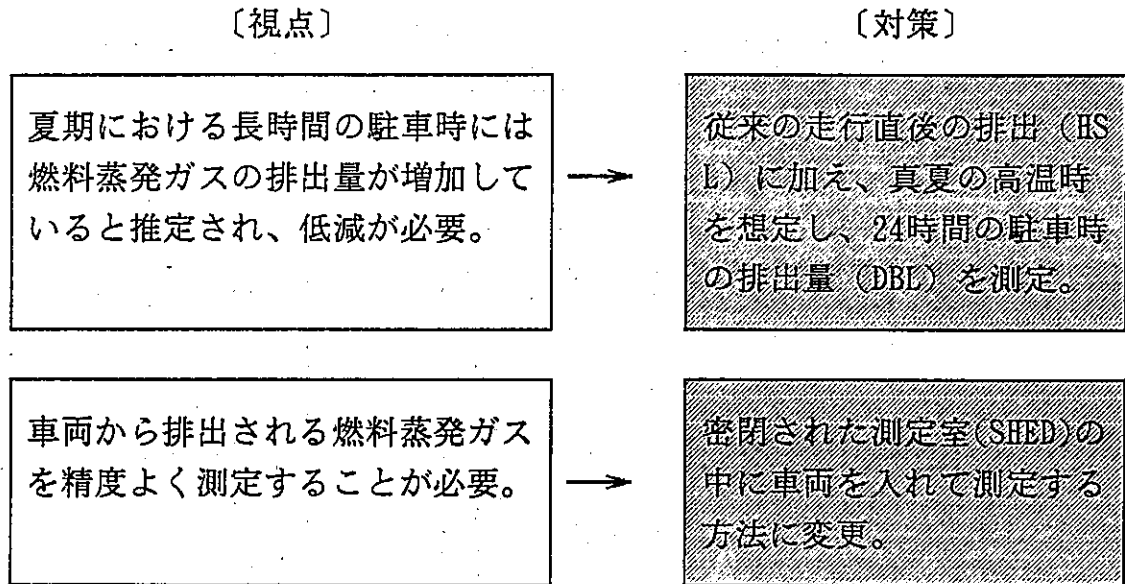 〔視点〕
〔対策〕
夏期における長時間の駐車時には
燃料蒸発ガスの排出量が増加して
いると推定され、低減が必要。
従来の走行直後の排出（HS
L）に加え、真夏の高温時
を想定し、24時間の駐車時
の排出量（DBL）を測定。
車両から排出される燃料蒸発ガス
を精度よく測定することが必要。
密閉された測定室(SHED)の
中に車両を入れて測定する
方法に変更。